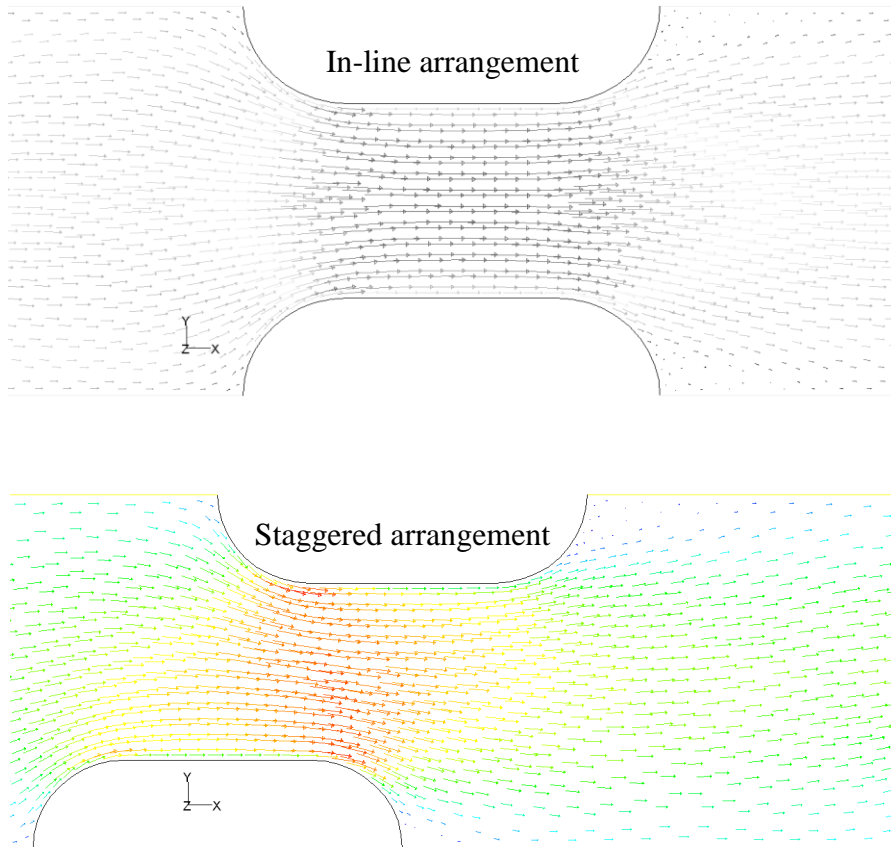 In-line arrangement
Y
Z X
Staggered arrangement
Y
Z X